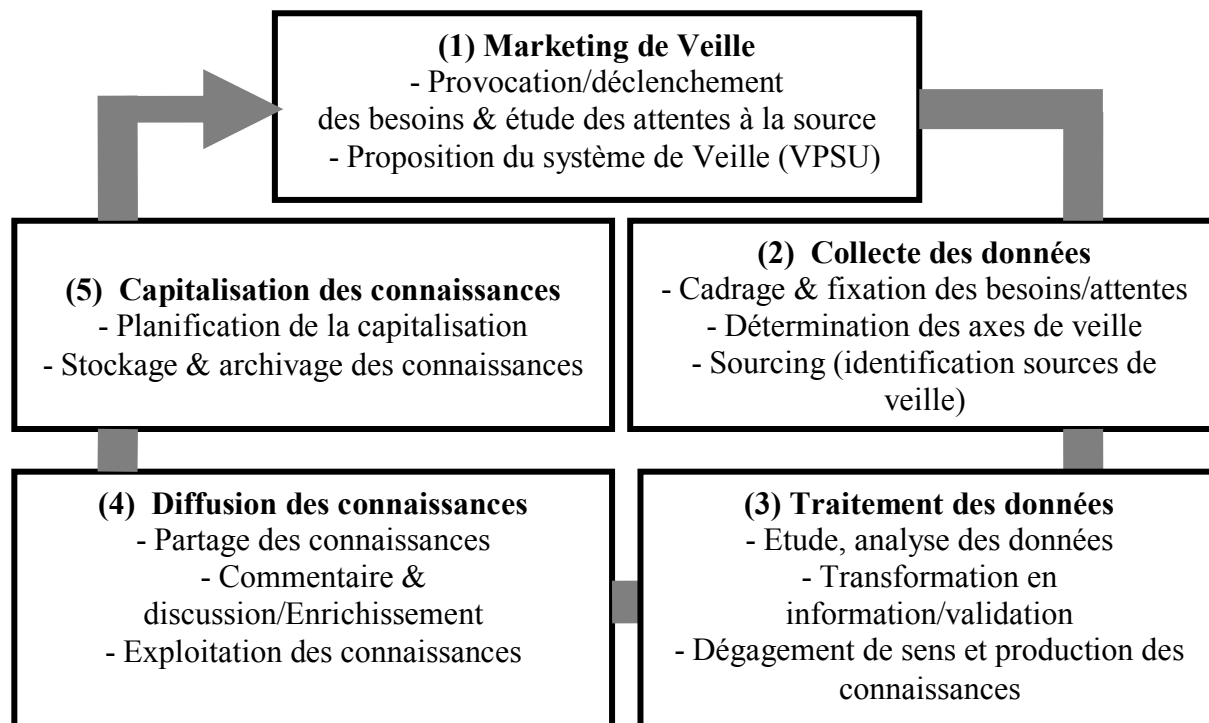 (1) Marketing de Veille
- Provocation/déclenchement
des besoins & étude des attentes à la source
- Proposition du système de Veille (VPSU)
(2) Collecte des données
- Cadrage & fixation des besoins/attentes
- Détermination des axes de veille
- Sourcing (identification sources de
veille)
(3) Traitement des données
- Etude, analyse des données
- Transformation en
information/validation
- Dégagement de sens et production des
connaissances
(4) Diffusion des connaissances
- Partage des connaissances
- Commentaire &
discussion/Enrichissement
- Exploitation des connaissances
(5) Capitalisation des connaissances
- Planification de la capitalisation
- Stockage & archivage des connaissances